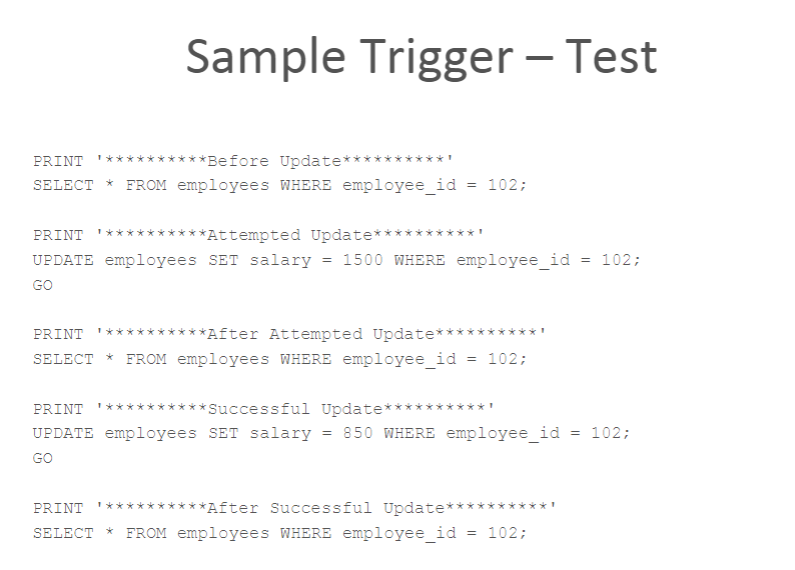 Sample Trigger – Test
PRINT '**********Before Update**********'
SELECT * FROM employees WHERE employee_id = 102;
PRINT '**********Attempted Update**********'
UPDATE employees SET salary = 1500 WHERE employee_id = 102;
GO
PRINT '**********After Attempted Update**********'
SELECT * FROM employees WHERE employee_id = 102;
PRINT '**********Successful Update**********'
UPDATE employees SET salary = 850 WHERE employee_id = 102;
GO
PRINT '**********After Successful Update**********'
SELECT * FROM employees WHERE employee_id = 102;